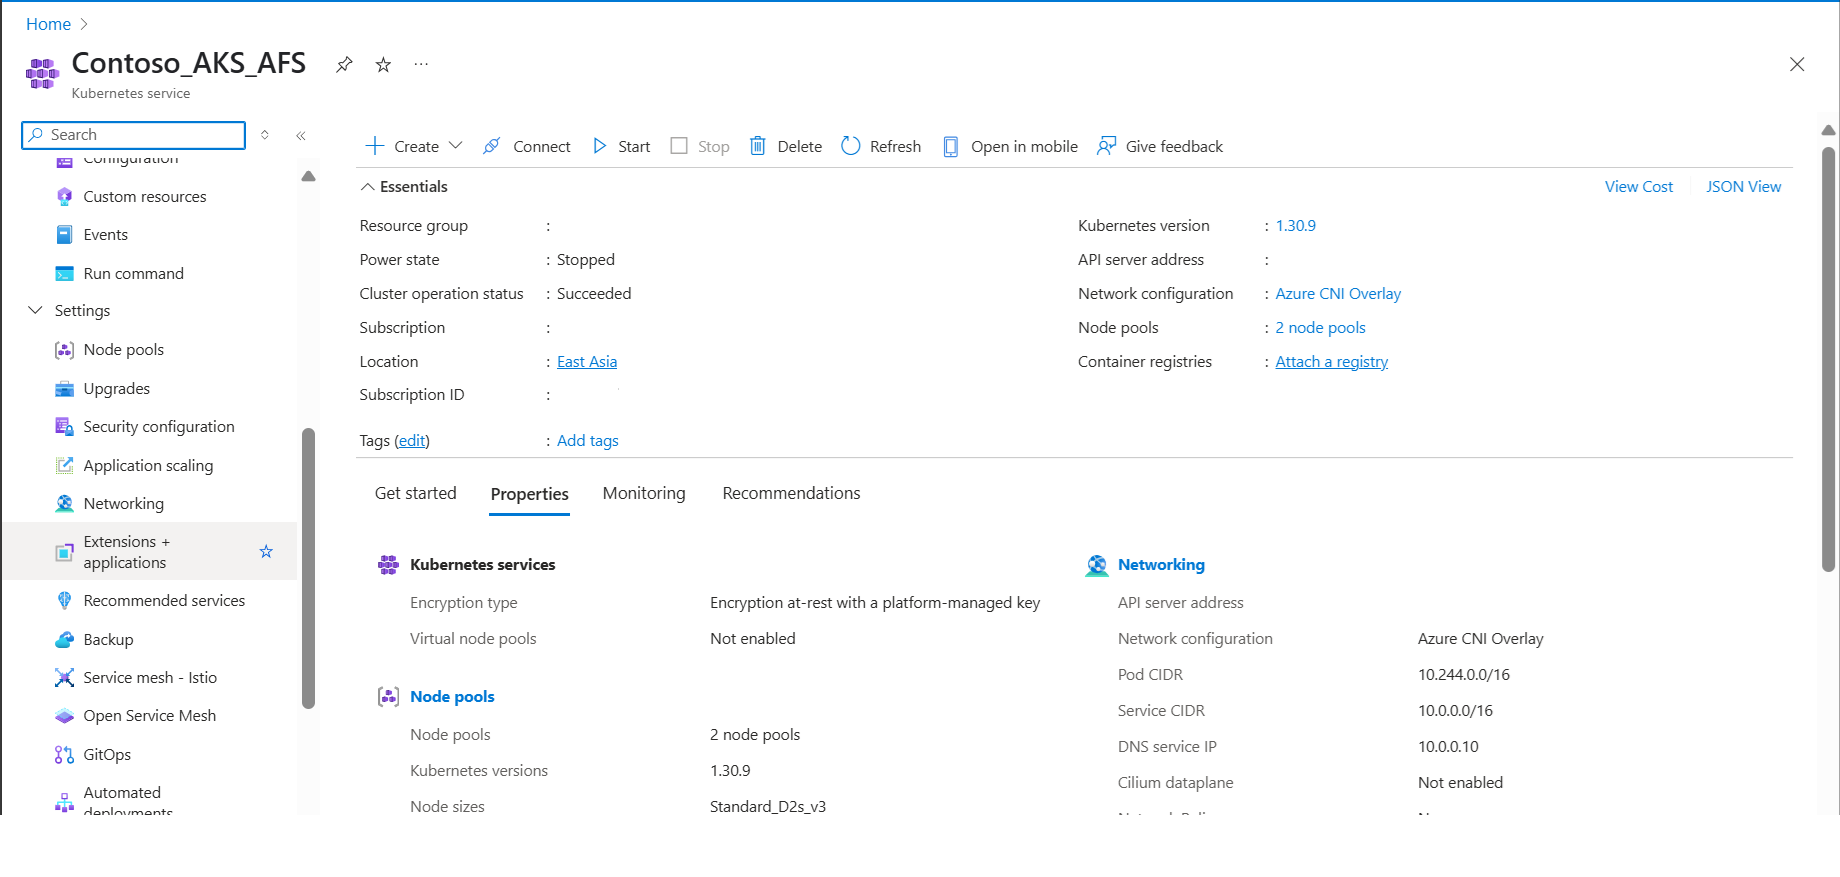 Home
Contoso_AKS_AFS
Kubernetes service
Search
Configuration
Custom resources
Events
Run command
Settings
Node pools
Upgrades
Security configuration
Application scaling
Networking
Extensions +
applications
Recommended services
Backup
Service mesh - Istio
Open Service Mesh
GitOps
Automated
deployments
Create Connect Start Stop Delete Refresh Open in mobile Give feedback
Essentials
View Cost JSON View
Resource group :
Power state : Stopped
Cluster operation status : Succeeded
Subscription :
Location : East Asia
Subscription ID :
Tags (edit) : Add tags
Kubernetes version : 1.30.9
API server address :
Network configuration : Azure CNI Overlay
Node pools : 2 node pools
Container registries : Attach a registry
Get started Properties Monitoring Recommendations
Kubernetes services
Encryption type Encryption at-rest with a platform-managed key
Virtual node pools Not enabled
Node pools
Node pools 2 node pools
Kubernetes versions 1.30.9
Node sizes Standard_D2s_v3
Networking
API server address
Network configuration Azure CNI Overlay
Pod CIDR 10.244.0.0/16
Service CIDR 10.0.0.0/16
DNS service IP 10.0.0.10
Cilium dataplane Not enabled